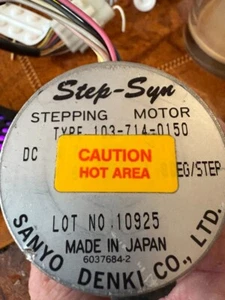 Step-Syn
STEPPING MOTOR
TYPE 103-714-0150
DC
CAUTION
HOT AREA
EG/STEP
LOT NO. 10925
MADE IN JAPAN
6037684-2
SANYO DENKI CO., LTD.